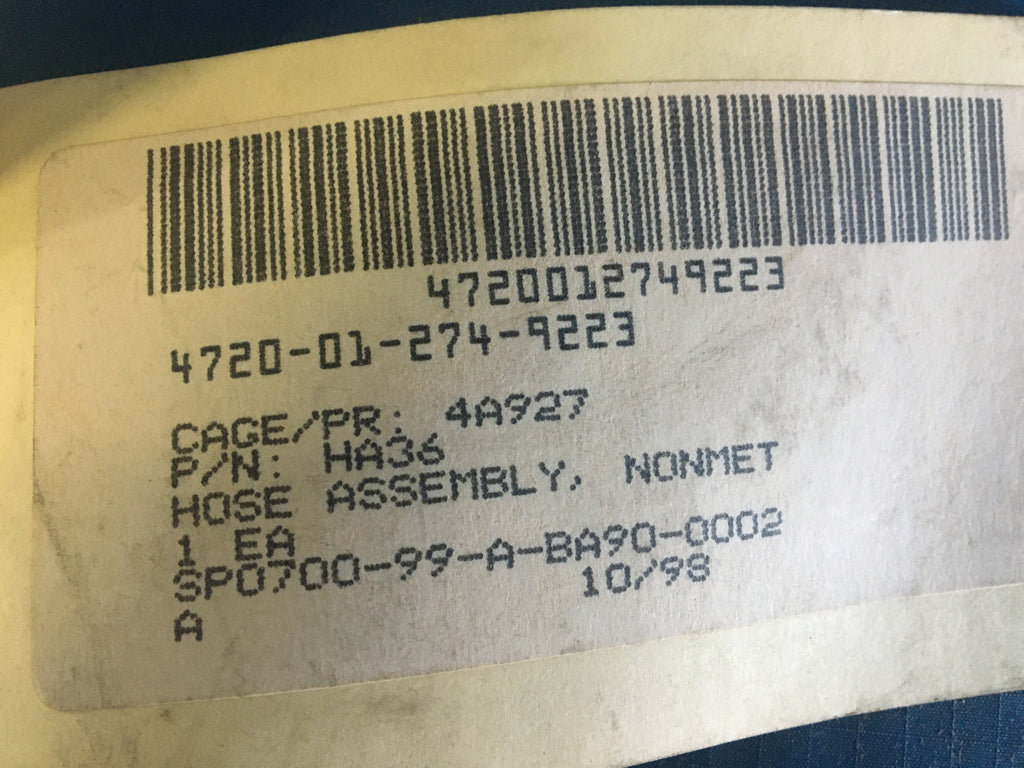 4720012749223
4720-01-274-9223
CAGE/PR: 4A927
P/N: HA36
HOSE ASSEMBLY, NONMET
1 EA
SP0700-99-A-BA90-0002
10/98
A